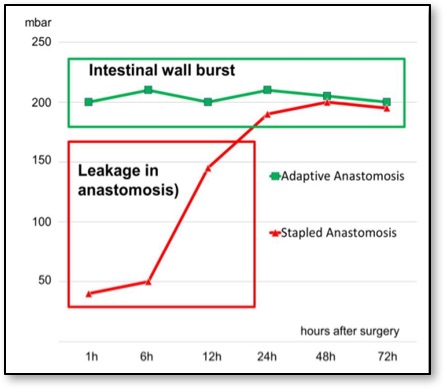 mbar
250
Intestinal wall burst
200
150
Leakage in
anastomosis)
Adaptive Anastomosis
100
Stapled Anastomosis
50
hours after surgery
1h 6h 12h 24h 48h 72h